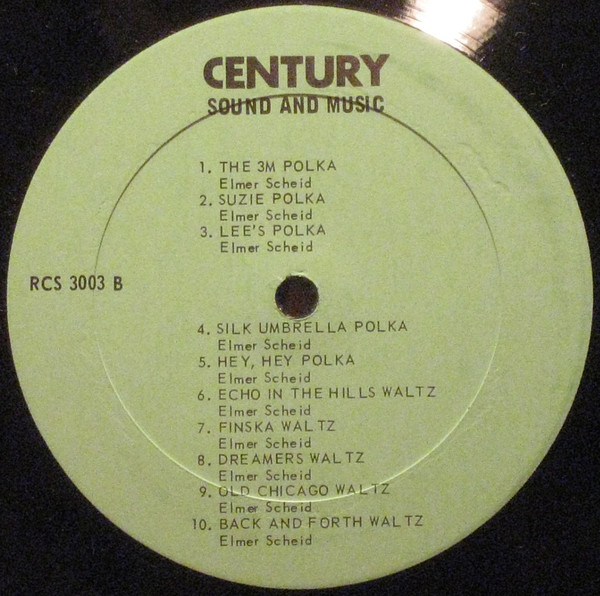 CENTURY
SOUND AND MUSIC
1. THE 3M POLKA
Elmer Scheid
2. SUZIE POLKA
Elmer Scheid
3. LEE'S POLKA
Elmer Scheid
RCS 3003 B
4. SILK UMBRELLA POLKA
Elmer Scheid
5. HEY, HEY POLKA
Elmer Scheid
6. ECHO IN THE HILLS WALTZ
Elmer Scheid
7. FINSKA WALTZ
Elmer Scheid
8. DREAMERS WALTZ
Elmer Scheid
9. OLD CHICAGO WALTZ
Elmer Scheid
10. BACK AND FORTH WALTZ
Elmer Scheid